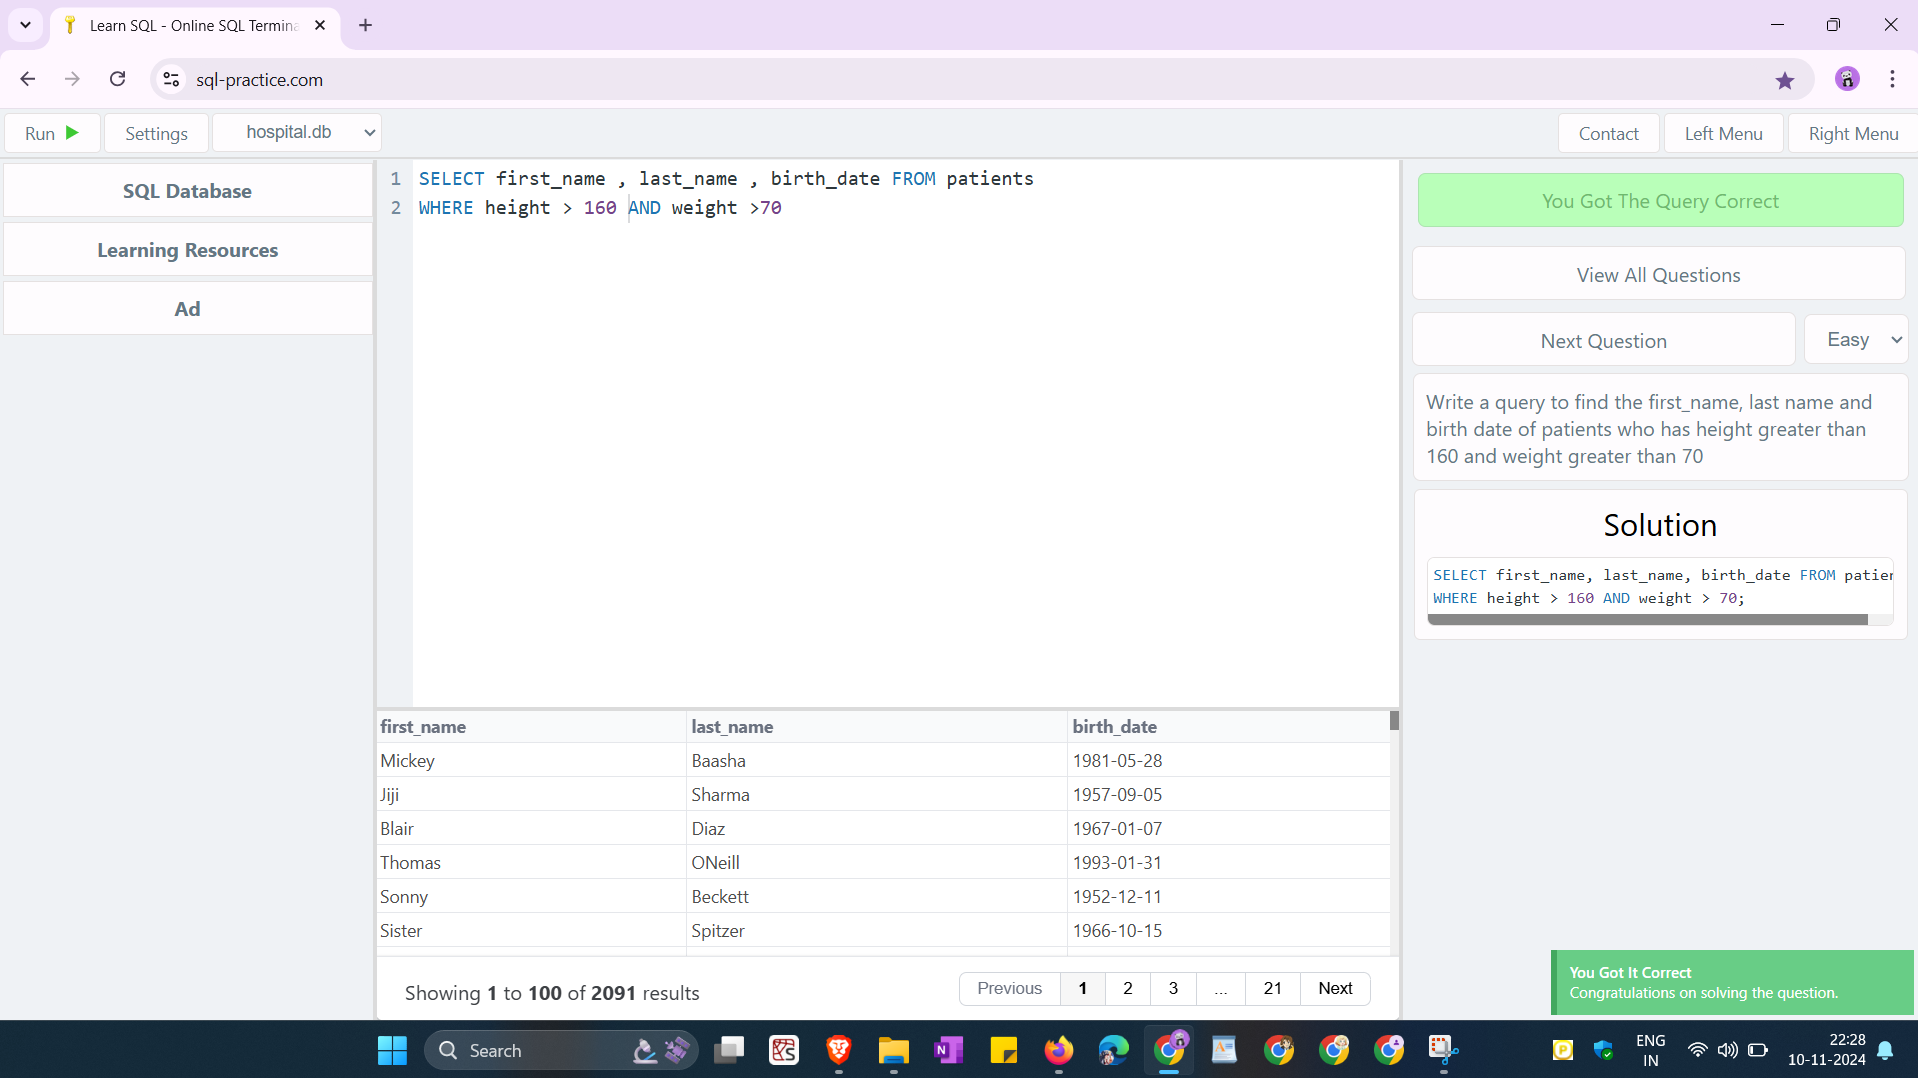 Learn SQL - Online SQL Termina
sql-practice.com
Run
Settings
hospital.db
Contact
Left Menu
Right Menu
SQL Database
Learning Resources
Ad
1 SELECT first_name , last_name , birth_date FROM patients
2 WHERE height > 160 AND weight >70
You Got The Query Correct
View All Questions
Next Question
Easy
Write a query to find the first_name, last name and
birth date of patients who has height greater than
160 and weight greater than 70
Solution
SELECT first_name, last_name, birth_date FROM patien
WHERE height > 160 AND weight > 70;
first_name last_name birth_date
Mickey Baasha 1981-05-28
Jiji Sharma 1957-09-05
Blair Diaz 1967-01-07
Thomas ONeill 1993-01-31
Sonny Beckett 1952-12-11
Sister Spitzer 1966-10-15
Showing 1 to 100 of 2091 results
Previous 1 2 3 ... 21 Next
You Got It Correct
Congratulations on solving the question.
Search
ENG
IN
22:28
10-11-2024